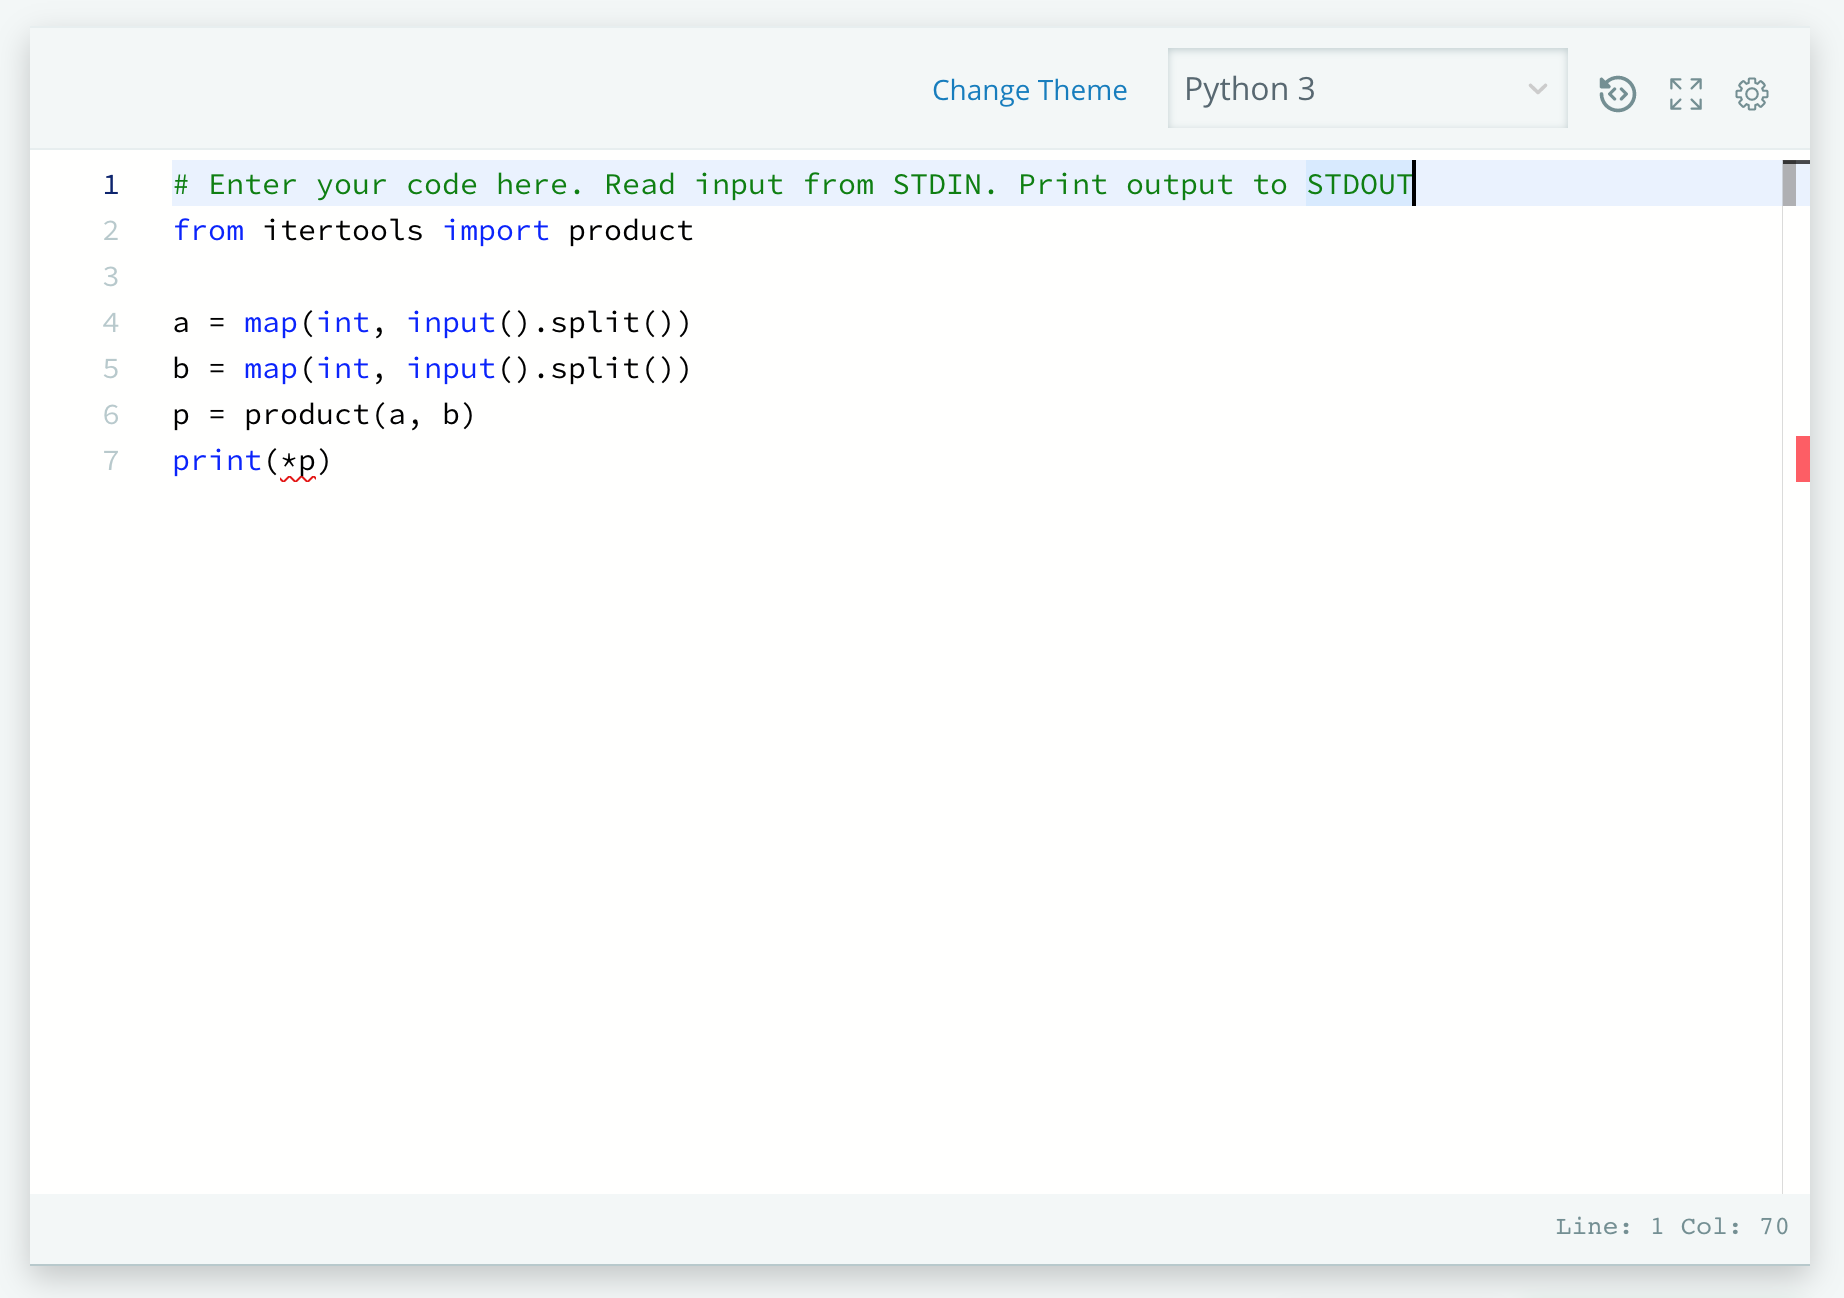 Change Theme Python 3
1 # Enter your code here. Read input from STDIN. Print output to STDOUT
2 from itertools import product
3
4 a = map(int, input().split())
5 b = map(int, input().split())
6 p = product(a, b)
7 print(*p)
Line: 1 Col: 70